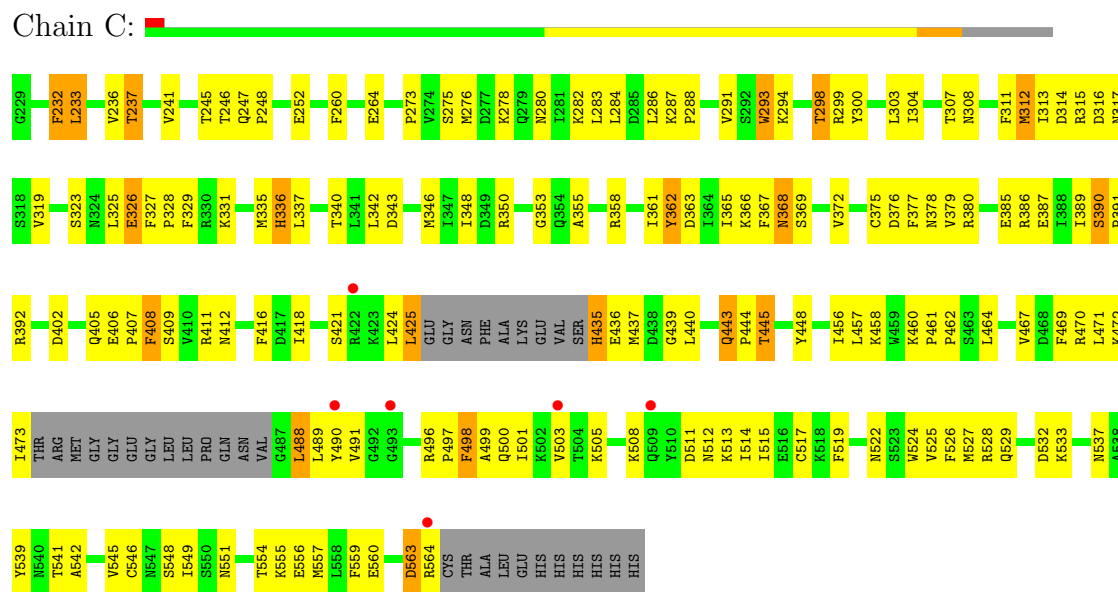 Chain C:
G229 F232 L233 V236 T237 V241 T245 T246 Q247 P248 E252 F260 E264 P273 V274 S275 M276 D277 K278 Q279 N280 I281 K282 L283 L284 D285 L286 K287 P288 V291 S292 W293 K294 T298 R299 Y300 L303 I304 T307 N308 F311 M312 I313 D314 R315 D316 N317
S318 V319 S323 N324 L325 E326 F327 P328 F329 R330 K331 M335 H336 L337 T340 L341 L342 D343 M346 I347 I348 D349 R350 G353 Q354 A355 R358 I361 Y362 D363 I364 I365 K366 F367 N368 S369 V372 C375 D376 F377 N378 V379 R380 E385 R386 E387 I388 I389 S390 P391
R392 D402 Q405 E406 P407 F408 S409 V410 R411 N412 F416 D417 I418 S421 R422 K423 L424 L425 GLU GLY ASN PHE ALA LYS GLU VAL SER H435 E436 M437 D438 G439 L440 Q443 P444 T445 Y448 I456 L457 K458 W459 K460 P461 P462 S463 L464 V467 D468 F469 R470 L471 K472
I473 THR ARG MET GLY GLY GLU GLY LEU LEU PRO GLN ASN VAL G487 L488 L489 Y490 V491 G492 G493 R496 P497 F498 A499 Q500 I501 K502 V503 T504 K505 K508 Q509 Y510 D511 N512 K513 I514 I515 E516 C517 K518 F519 N522 S523 W524 V525 F526 M527 R528 Q529 D532 K533 N537 A538
Y539 N540 T541 A542 V545 C546 N547 S548 I549 S550 N551 T554 K555 E556 M557 L558 F559 E560 D563 R564 CYS THR ALA LEU GLU HIS HIS HIS HIS HIS HIS